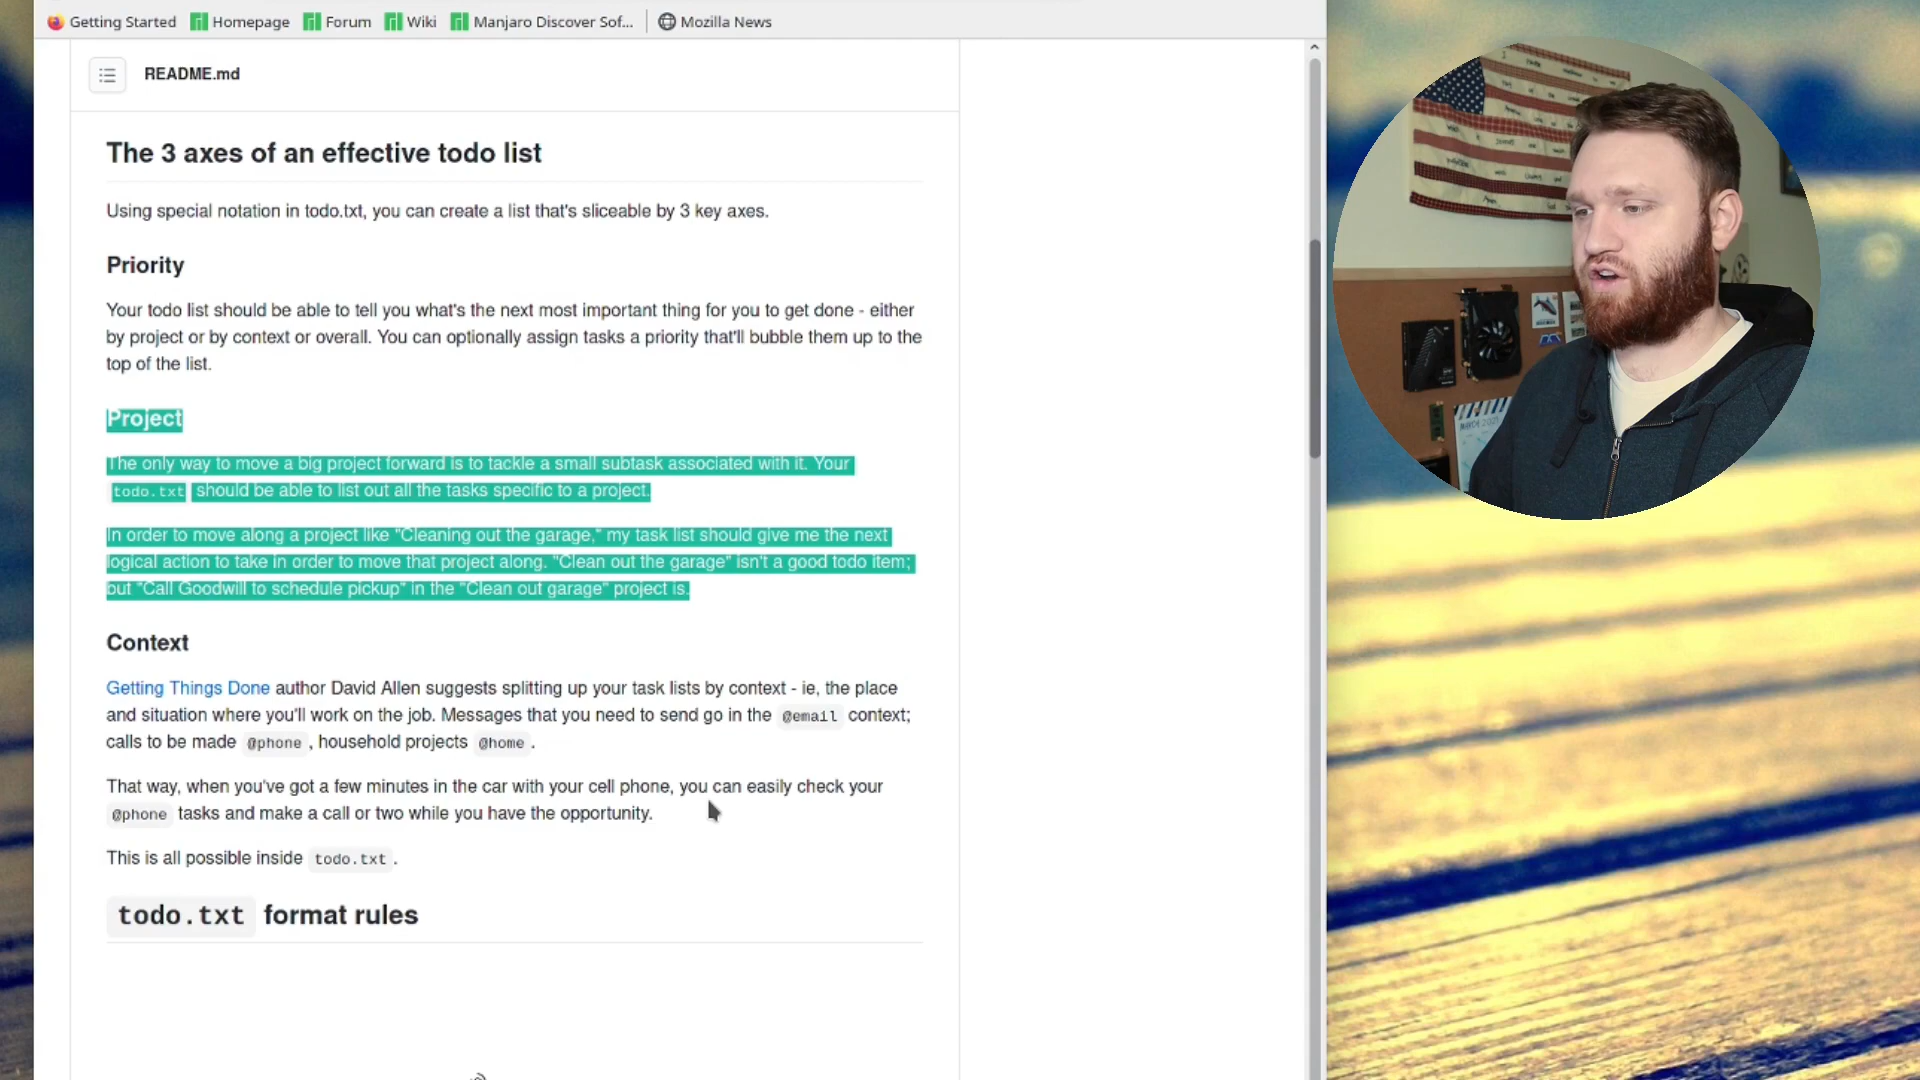 Getting Started Homepage Forum Wiki Manjaro Discover Sof... Mozilla News
README.md
The 3 axes of an effective todo list
Using special notation in todo.txt, you can create a list that's sliceable by 3 key axes.
Priority
Your todo list should be able to tell you what's the next most important thing for you to get done - either
by project or by context or overall. You can optionally assign tasks a priority that'll bubble them up to the
top of the list.
Project
The only way to move a big project forward is to tackle a small subtask associated with it. Your
todo.txt should be able to list out all the tasks specific to a project.
In order to move along a project like "Cleaning out the garage," my task list should give me the next
logical action to take in order to move that project along. "Clean out the garage" isn't a good todo item;
but "Call Goodwill to schedule pickup" in the "Clean out garage" project is.
Context
Getting Things Done author David Allen suggests splitting up your task lists by context - ie, the place
and situation where you'll work on the job. Messages that you need to send go in the @email context;
calls to be made @phone , household projects @home .
That way, when you've got a few minutes in the car with your cell phone, you can easily check your
@phone tasks and make a call or two while you have the opportunity.
This is all possible inside todo.txt .
todo.txt format rules